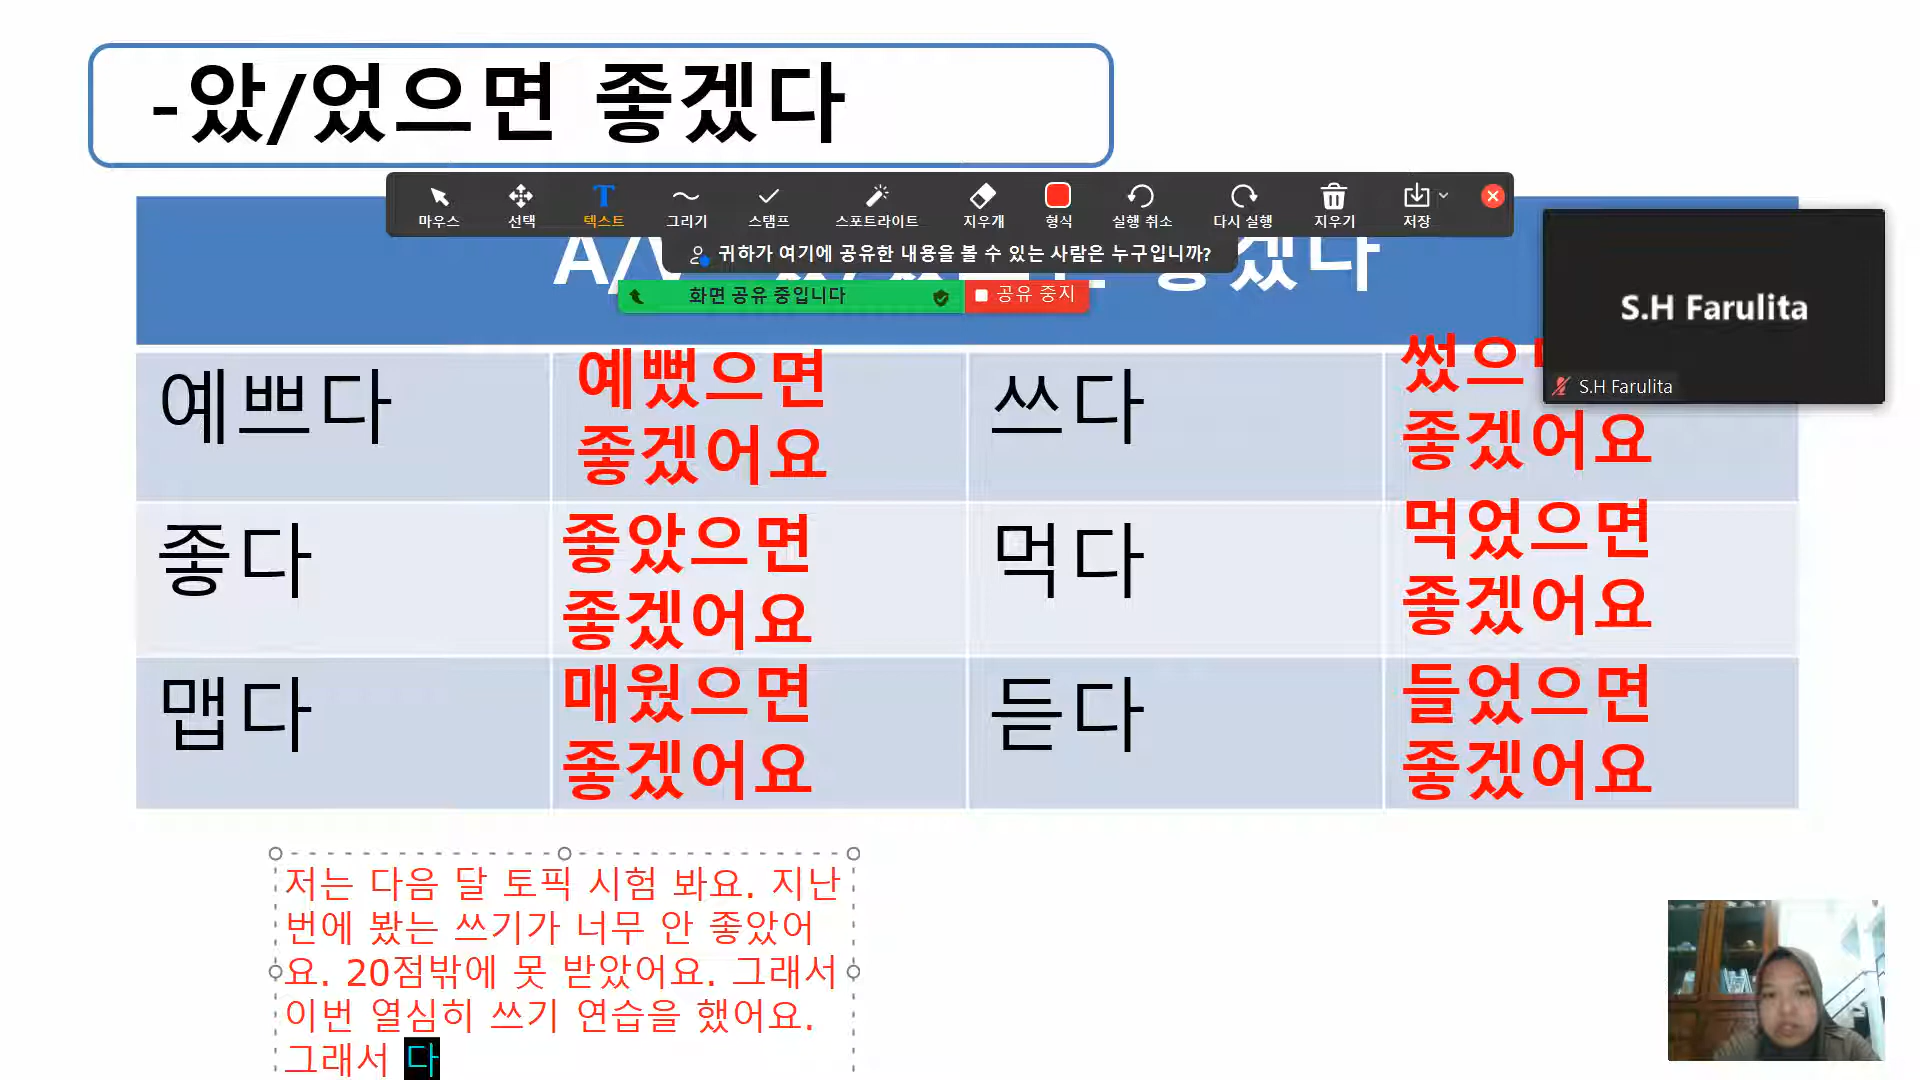 -았/었으면 좋겠다
마우스 선택 텍스트 그리기 스탬프 스포트라이트 지우개 형식 실행 취소 다시 실행 지우기 저장
귀하가 여기에 공유한 내용을 볼 수 있는 사람은 누구입니까?
화면 공유 중입니다 공유 중지
S.H Farulita
S.H Farulita
예쁘다 예뻤으면 좋겠어요 쓰다 좋겠어요
좋다 좋았으면 좋겠어요 먹다 먹었으면 좋겠어요
맵다 매웠으면 좋겠어요 듣다 들었으면 좋겠어요
저는 다음 달 토픽 시험 봐요. 지난
번에 봤는 쓰기가 너무 안 좋았어
요. 20점밖에 못 받았어요. 그래서
이번 열심히 쓰기 연습을 했어요.
그래서 다